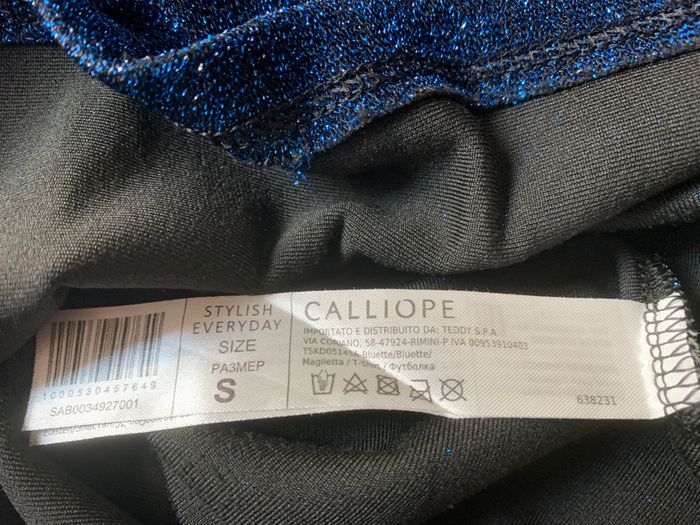 1000530457649
SAB0034927001
STYLISH
EVERYDAY
SIZE
РАЗМЕР
S
CALLIOPE
IMPORTATO E DISTRIBUITO DA: TEDDY S.P.A.
VIA CORIANO, 58-47924-RIMINI-P.IVA 00953910403
Bluette/Bluette/
Maglietta / T-shirt / Футболка
638231